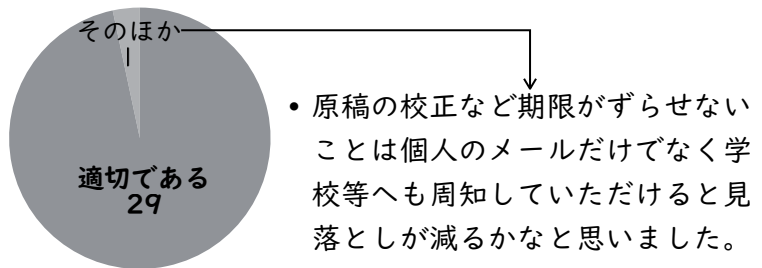 そのほか
1
適切である
29
• 原稿の校正など期限がずらせない
ことは個人のメールだけでなく学
校等へも周知していただけると見
落としが減るかなと思いました。